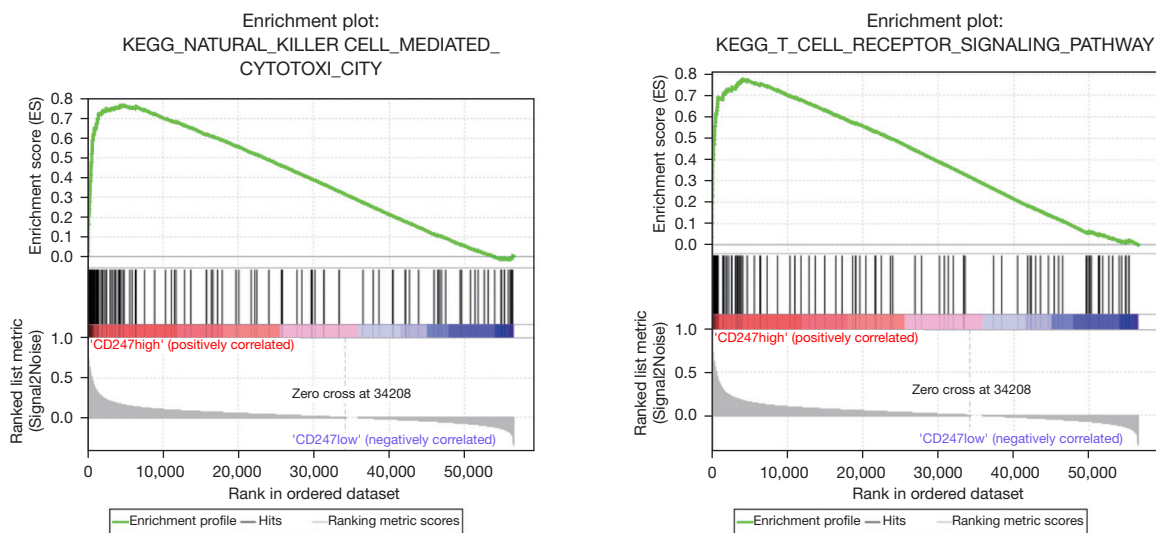 Enrichment plot:
KEGG_NATURAL_KILLER CELL_MEDIATED_
CYTOTOXI_CITY
Enrichment score (ES)
0.8
0.7
0.6
0.5
0.4
0.3
0.2
0.1
0.0
Ranked list metric
(Signal2Noise)
1.0
0.5
0.0
'CD247high' (positively correlated)
Zero cross at 34208
'CD247low' (negatively correlated)
0 10,000 20,000 30,000 40,000 50,000
Rank in ordered dataset
Enrichment profile Hits Ranking metric scores
Enrichment plot:
KEGG_T_CELL_RECEPTOR_SIGNALING_PATHWAY
Enrichment score (ES)
0.8
0.7
0.6
0.5
0.4
0.3
0.2
0.1
0.0
Ranked list metric
(Signal2Noise)
1.0
0.5
0.0
'CD247high' (positively correlated)
Zero cross at 34208
'CD247low' (negatively correlated)
0 10,000 20,000 30,000 40,000 50,000
Rank in ordered dataset
Enrichment profile Hits Ranking metric scores